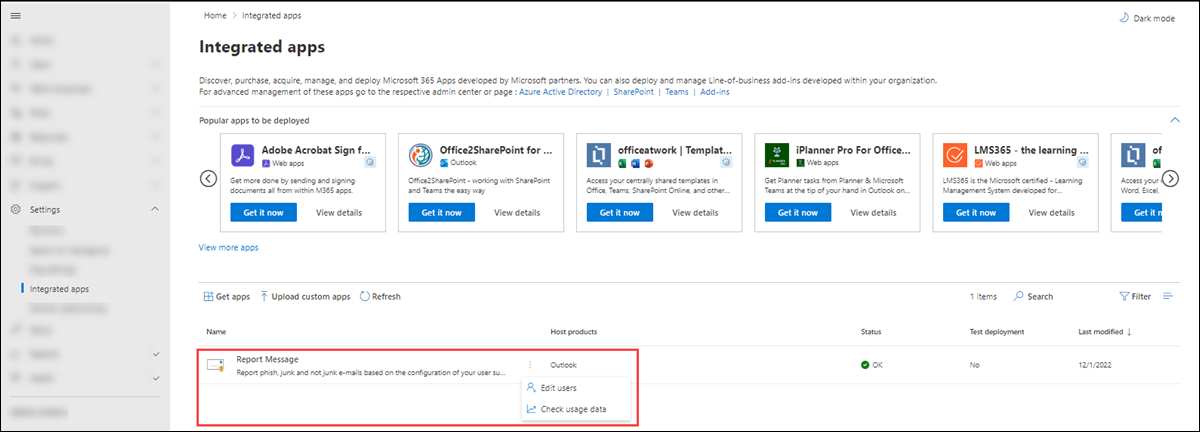 Home > Integrated apps
Dark mode
Integrated apps
Discover, purchase, acquire, manage, and deploy Microsoft 365 Apps developed by Microsoft partners. You can also deploy and manage Line-of-business add-ins developed within your organization.
For advanced management of these apps go to the respective admin center or page : Azure Active Directory | SharePoint | Teams | Add-ins
Popular apps to be deployed
Adobe Acrobat Sign f...
Web apps
Get more done by sending and signing
documents all from within M365 apps.
Get it now View details
Office2SharePoint for ...
Outlook
Office2SharePoint - working with SharePoint
and Teams the easy way
Get it now View details
officeatwork | Templat...
Access your centrally shared templates in
Office, Teams, SharePoint Online, and other...
Get it now View details
iPlanner Pro For Office...
Web apps
Get Planner tasks from Planner & Microsoft
Teams at the tip of your hand in Outlook on...
Get it now View details
LMS365 - the learning ...
Web apps
LMS365 is the Microsoft certified - Learning
Management System developed for...
Get it now View details
of
Access your
Word, Excel,
Get it n
View more apps
Settings
Integrated apps
Get apps Upload custom apps Refresh
1 Items Search Filter
Name Host products Status Test deployment Last modified ↓
Report Message
Report phish, junk and not junk e-mails based on the configuration of your user su...
Outlook OK No 12/1/2022
Edit users
Check usage data